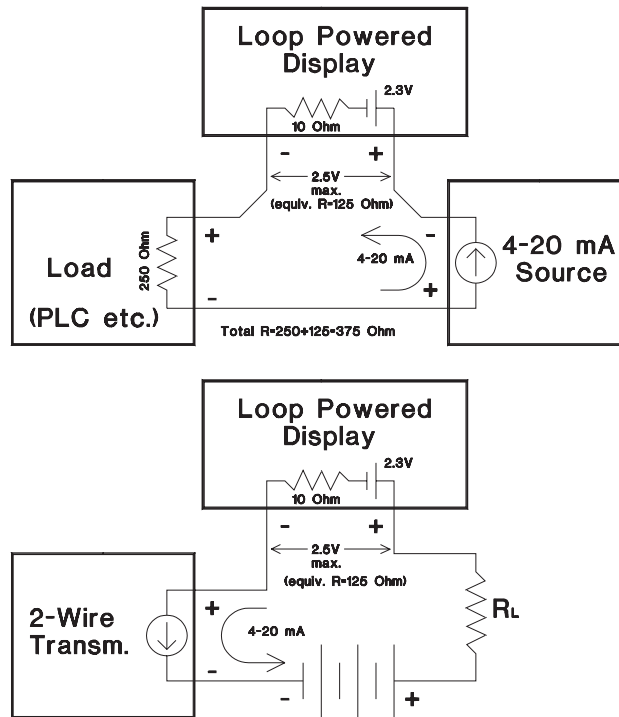 Loop Powered
Display
2.3V
10 Ohm
- +
2.5V
max.
(equiv. R=125 Ohm)
Load
(PLC etc.)
250 Ohm
+
-
4-20 mA
-
+
4-20 mA
Source
Total R=250+125=375 Ohm
Loop Powered
Display
2.3V
10 Ohm
- +
2.5V
max.
(equiv. R=125 Ohm)
2-Wire
Transm.
+
-
4-20 mA
RL
- +